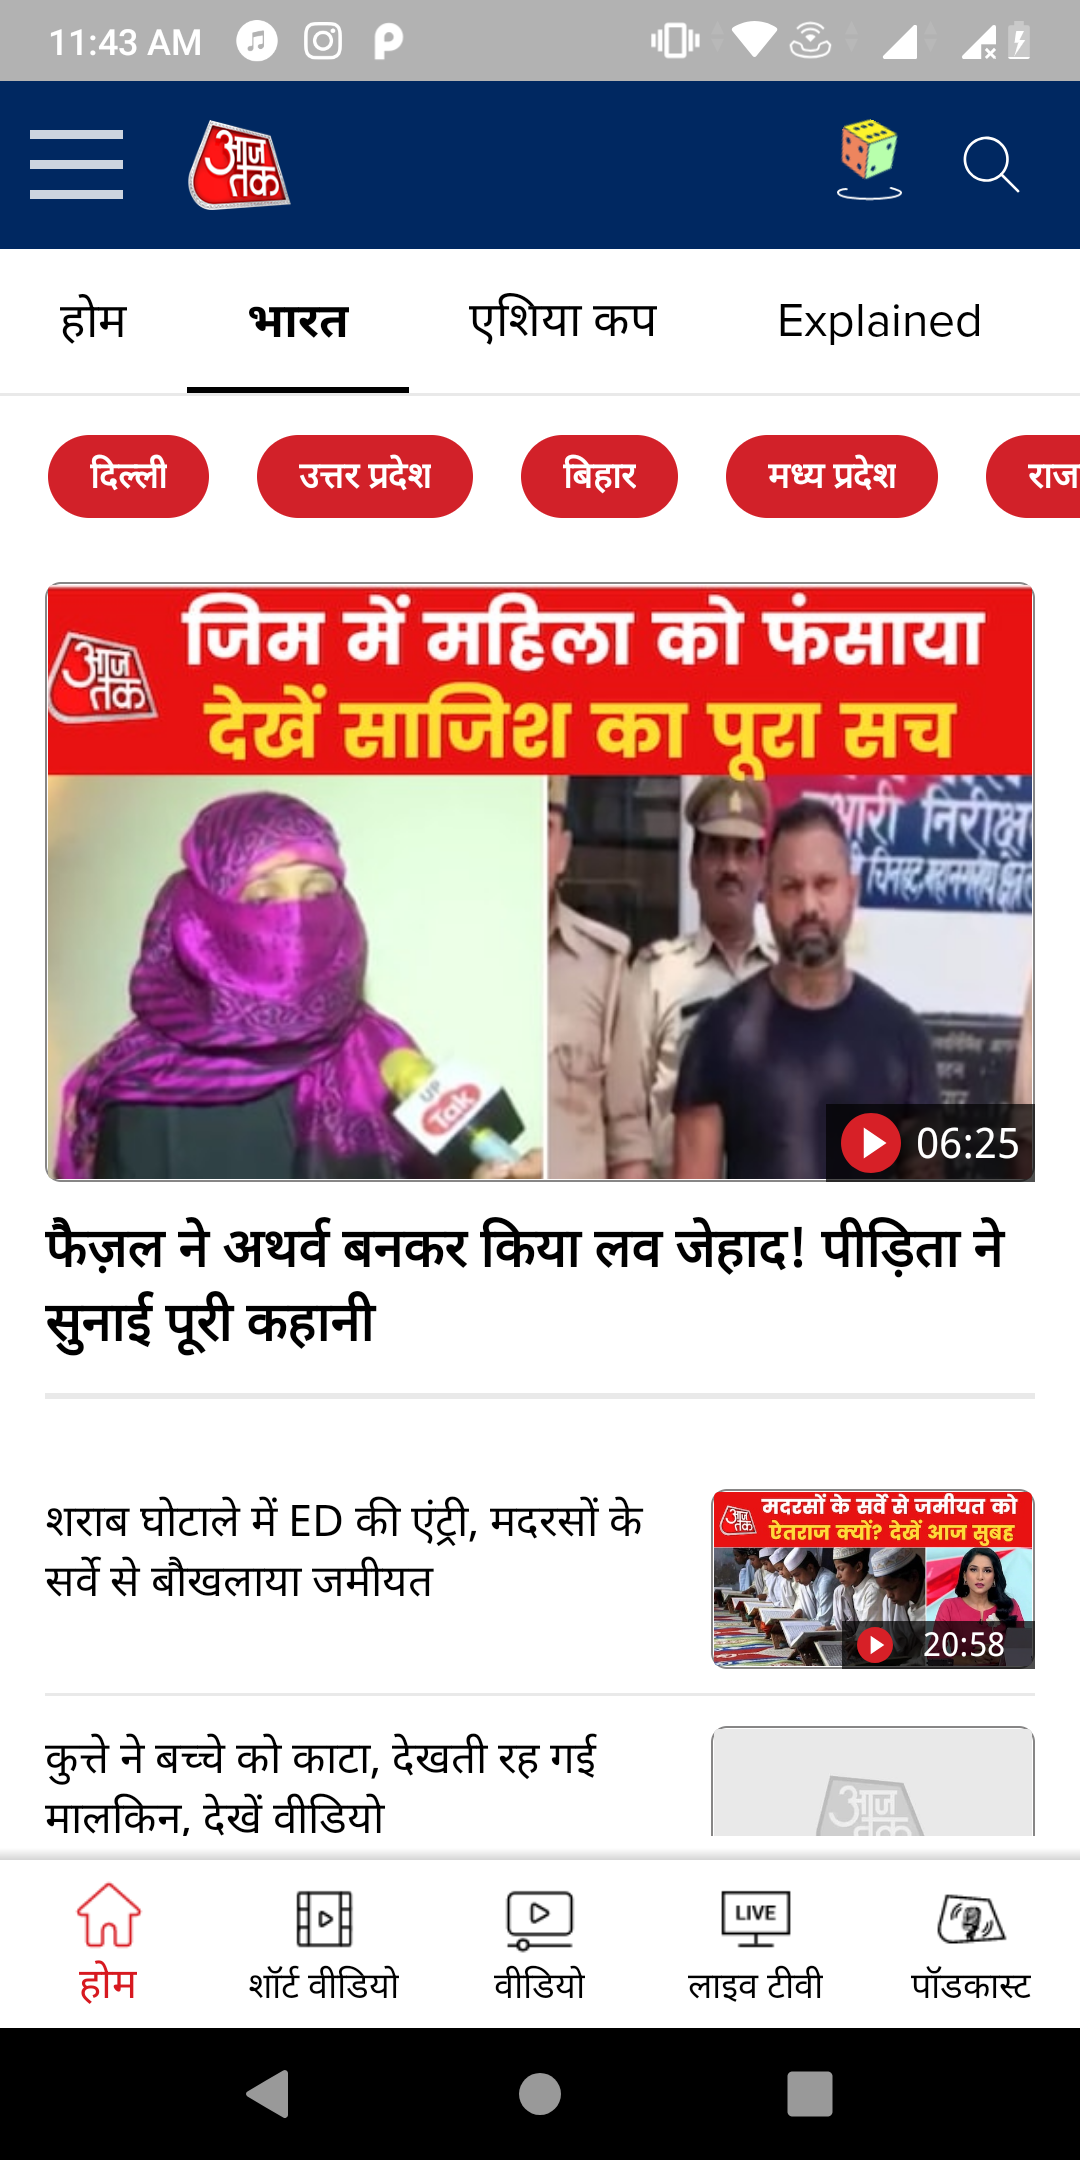 11:43 AM
आज तक
होम भारत एशिया कप Explained
दिल्ली उत्तर प्रदेश बिहार मध्य प्रदेश राज
जिम में महिला को फंसाया
आज तक
देखें साजिश का पूरा सच
UP Tak
06:25
फैज़ल ने अथर्व बनकर किया लव जेहाद! पीड़िता ने
सुनाई पूरी कहानी
शराब घोटाले में ED की एंट्री, मदरसों के
सर्वे से बौखलाया जमीयत
मदरसों के सर्वे से जमीयत को
आज तक
ऐतराज क्यों? देखें आज सुबह
20:58
कुत्ते ने बच्चे को काटा, देखती रह गई
मालकिन, देखें वीडियो
आज तक
LIVE
होम शॉर्ट वीडियो वीडियो लाइव टीवी पॉडकास्ट